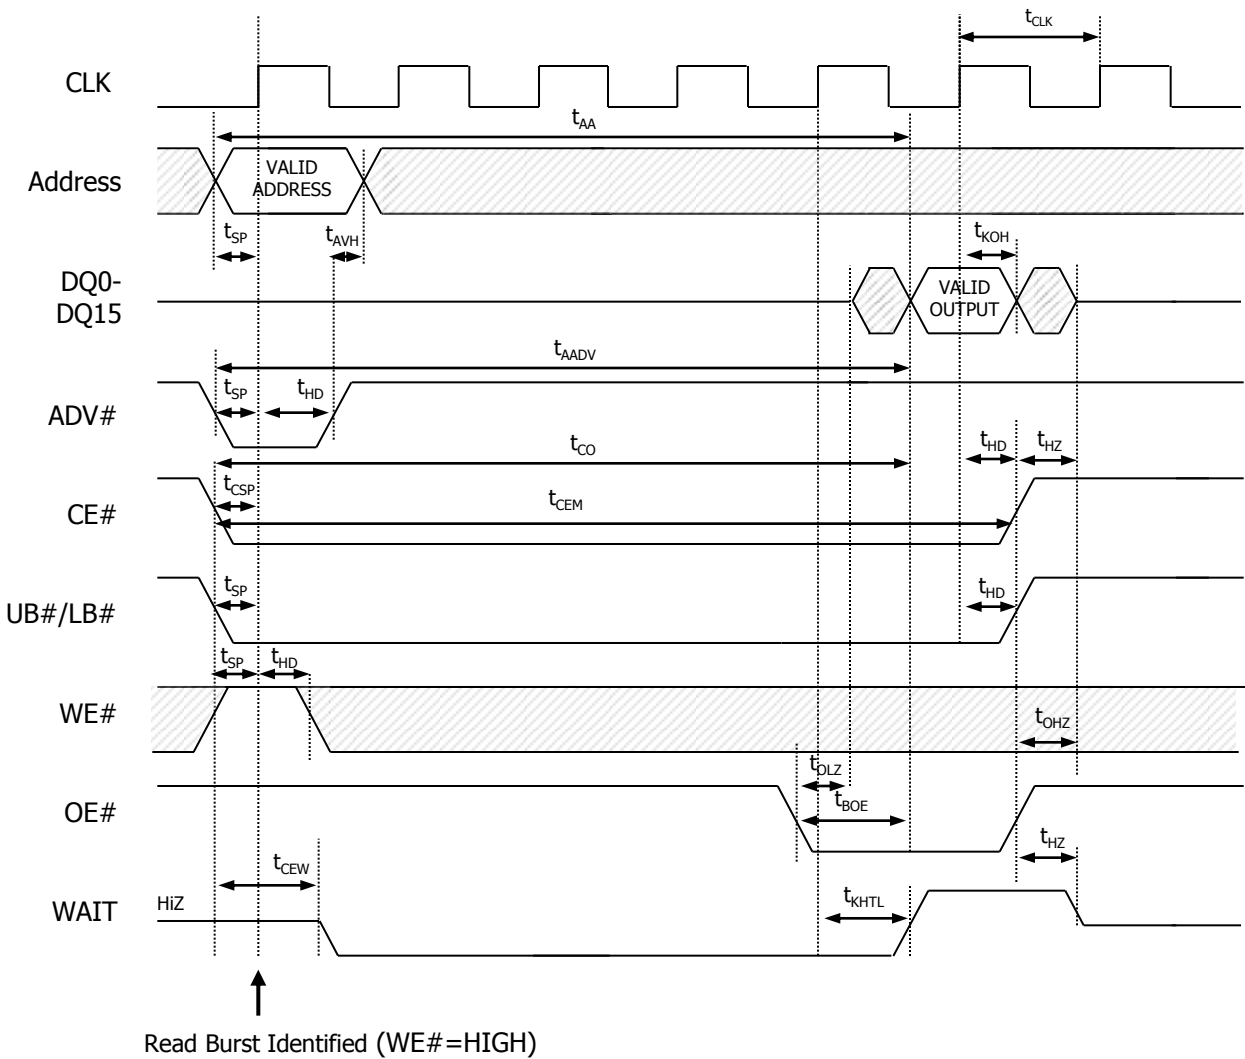 tCLK
CLK
tAA
Address
VALID
ADDRESS
tSP
tAVH
tKOH
DQ0-
DQ15
VALID
OUTPUT
tAADV
ADV#
tSP
tHD
tCO
tHD
tHZ
CE#
tCSP
tCEM
UB#/LB#
tSP
tHD
tSP
tHD
WE#
tOHZ
OE#
tOLZ
tBOE
tHZ
tCEW
WAIT
HiZ
tKHTL
Read Burst Identified (WE#=HIGH)